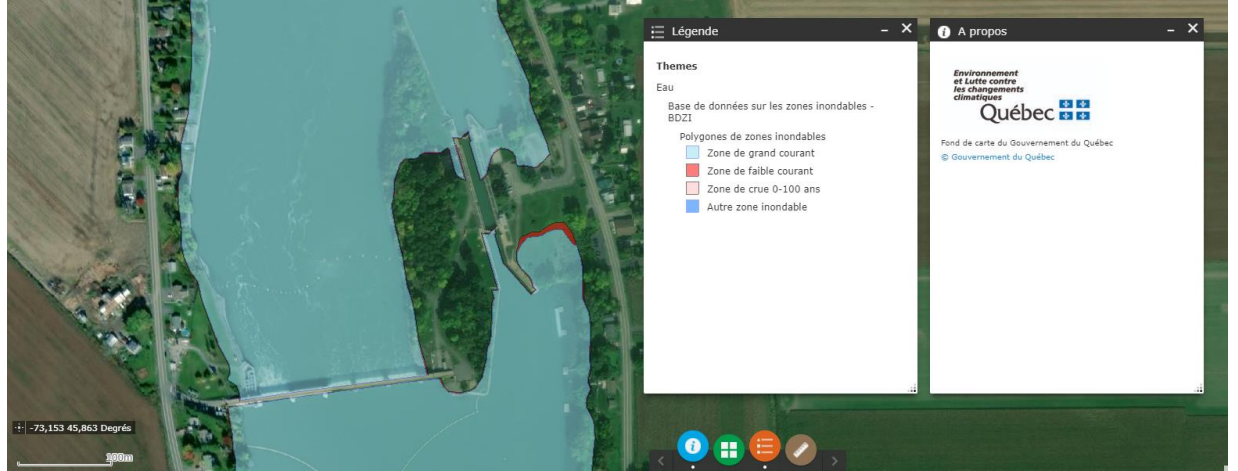 Légende
Themes
Eau
Base de données sur les zones inondables -
BDZI
Polygones de zones inondables
Zone de grand courant
Zone de faible courant
Zone de crue 0-100 ans
Autre zone inondable
A propos
Environnement
et Lutte contre
les changements
climatiques
Québec
Fond de carte du Gouvernement du Québec
© Gouvernement du Québec
-73,153 45,863 Degrés
100m